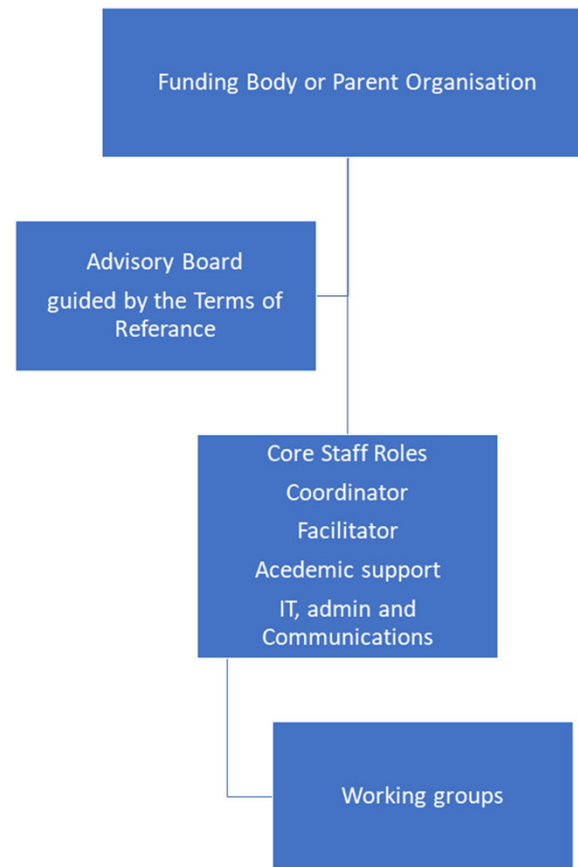 Funding Body or Parent Organisation
Advisory Board
guided by the Terms of
Referance
Core Staff Roles
Coordinator
Facilitator
Acedemic support
IT, admin and
Communications
Working groups